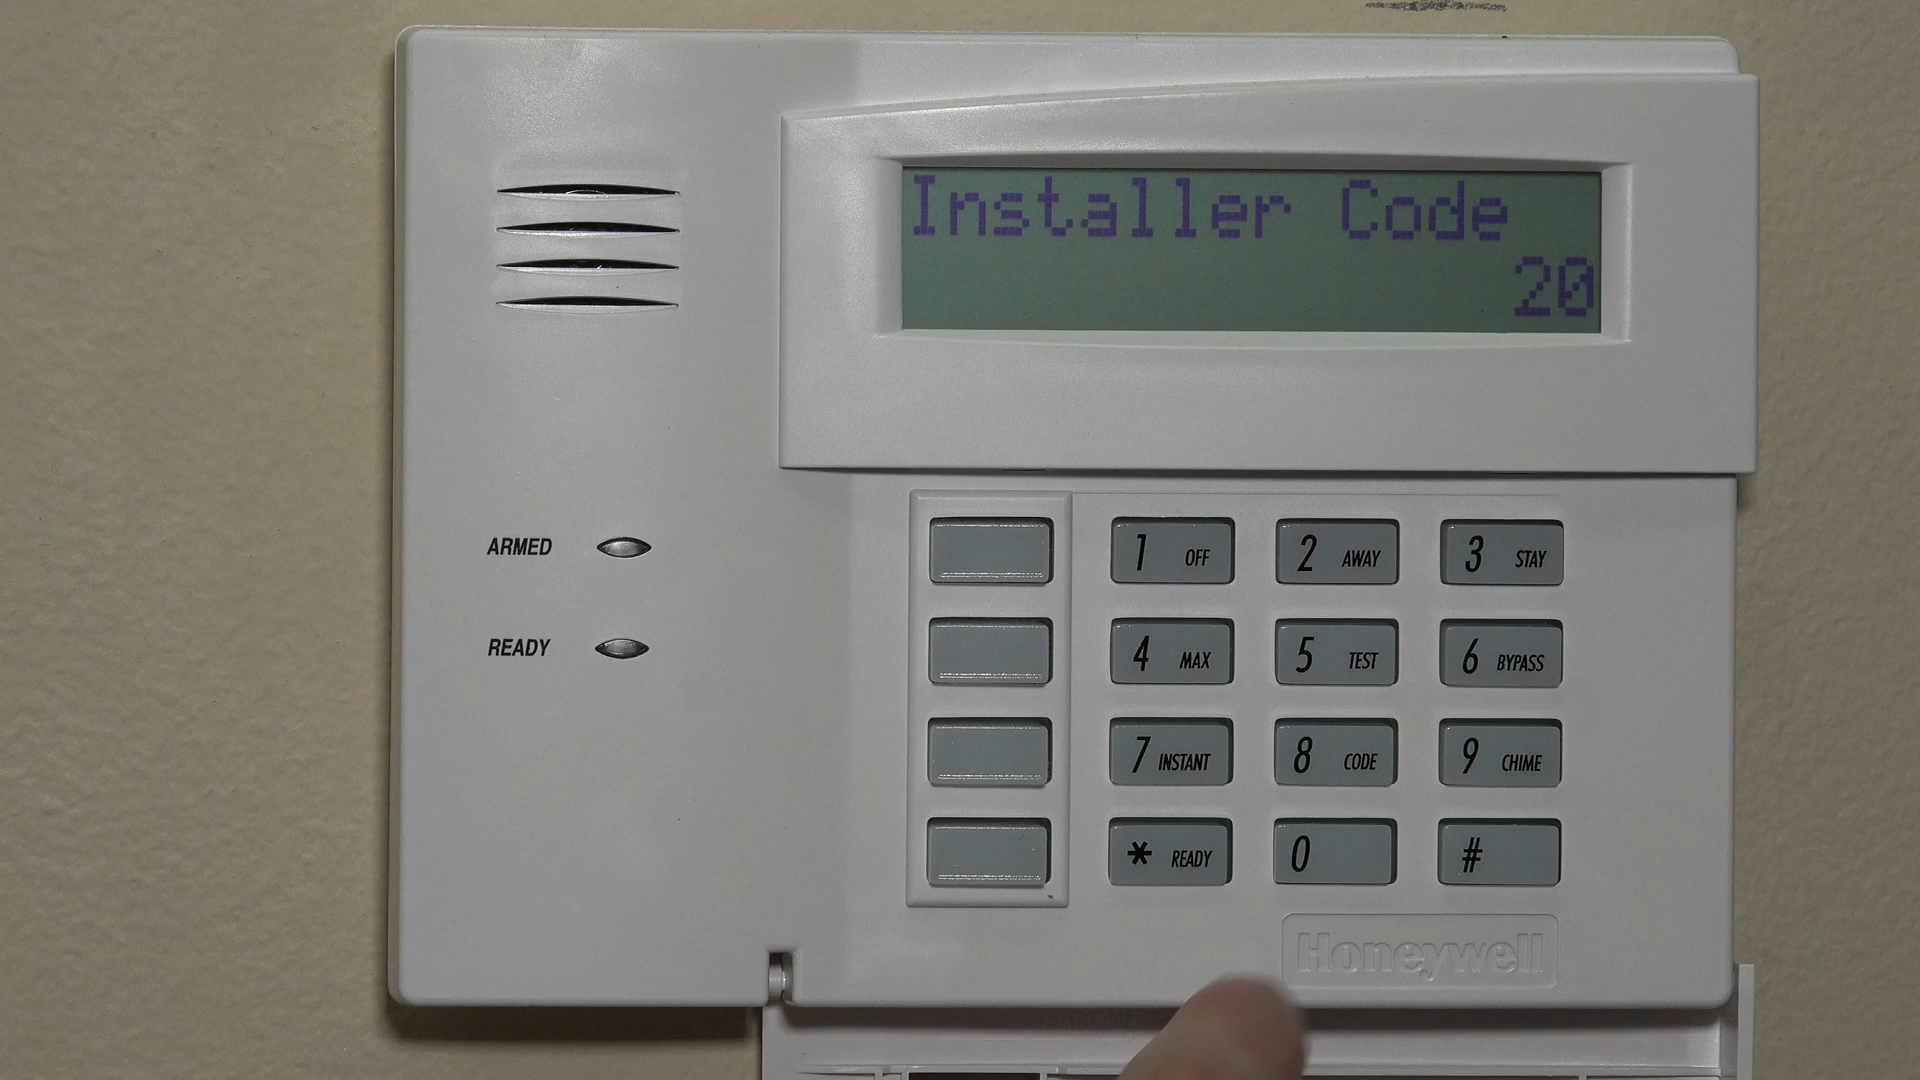 Installer Code
20
ARMED
READY
1 OFF
2 AWAY
3 STAY
4 MAX
5 TEST
6 BYPASS
7 INSTANT
8 CODE
9 CHIME
* READY
0
#
Honeywell